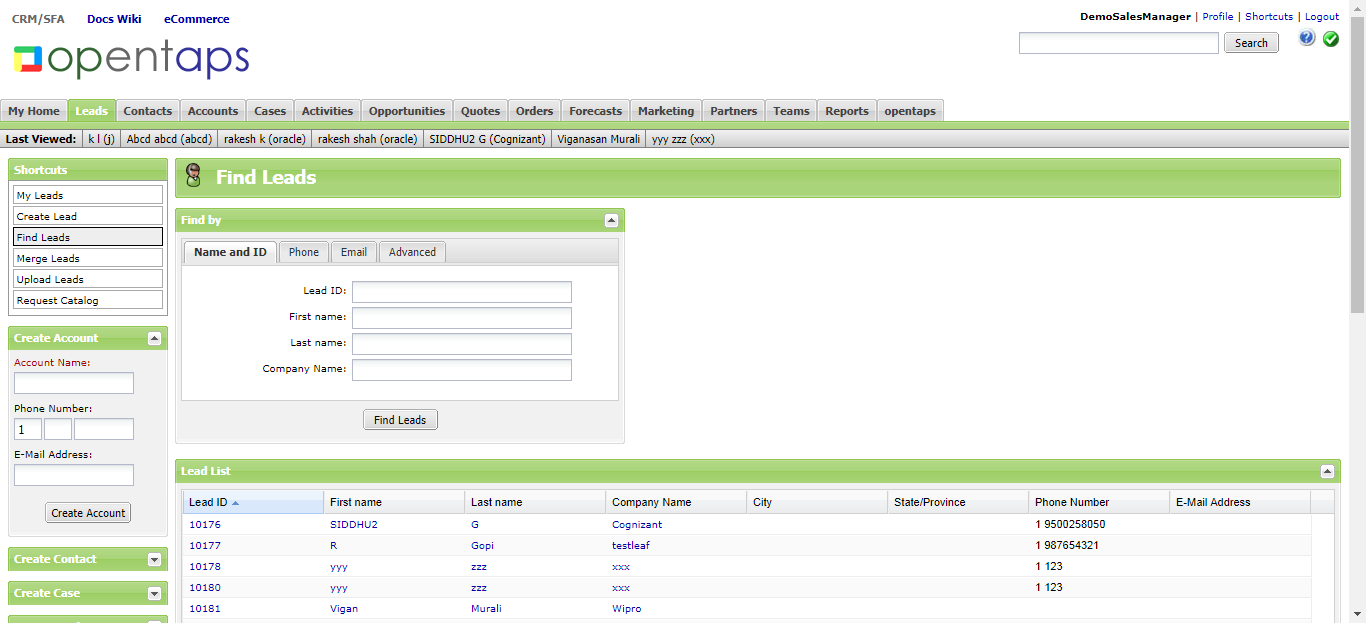 CRM/SFA Docs Wiki eCommerce
DemoSalesManager | Profile | Shortcuts | Logout
opentaps
Search
My Home Leads Contacts Accounts Cases Activities Opportunities Quotes Orders Forecasts Marketing Partners Teams Reports opentaps
Last Viewed: k l (j) Abcd abcd (abcd) rakesh k (oracle) rakesh shah (oracle) SIDDHU2 G (Cognizant) Viganasan Murali yyy zzz (xxx)
Shortcuts
My Leads
Create Lead
Find Leads
Merge Leads
Upload Leads
Request Catalog
Create Account
Account Name:
Phone Number:
1
E-Mail Address:
Create Account
Create Contact
Create Case
Find Leads
Find by
Name and ID Phone Email Advanced
Lead ID:
First name:
Last name:
Company Name:
Find Leads
Lead List
Lead ID First name Last name Company Name City State/Province Phone Number E-Mail Address
10176 SIDDHU2 G Cognizant 1 9500258050
10177 R Gopi testleaf 1 987654321
10178 yyy zzz xxx 1 123
10180 yyy zzz xxx 1 123
10181 Vigan Murali Wipro